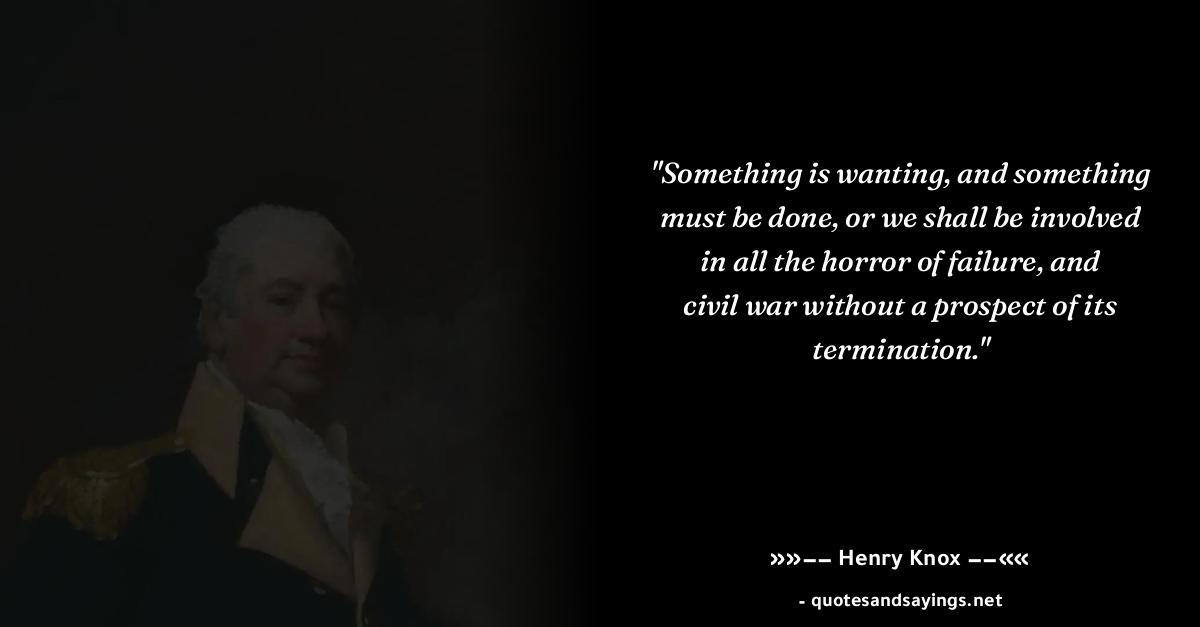 "Something is wanting, and something
must be done, or we shall be involved
in all the horror of failure, and
civil war without a prospect of its
termination."
»»−− Henry Knox −−««
- quotesandsayings.net